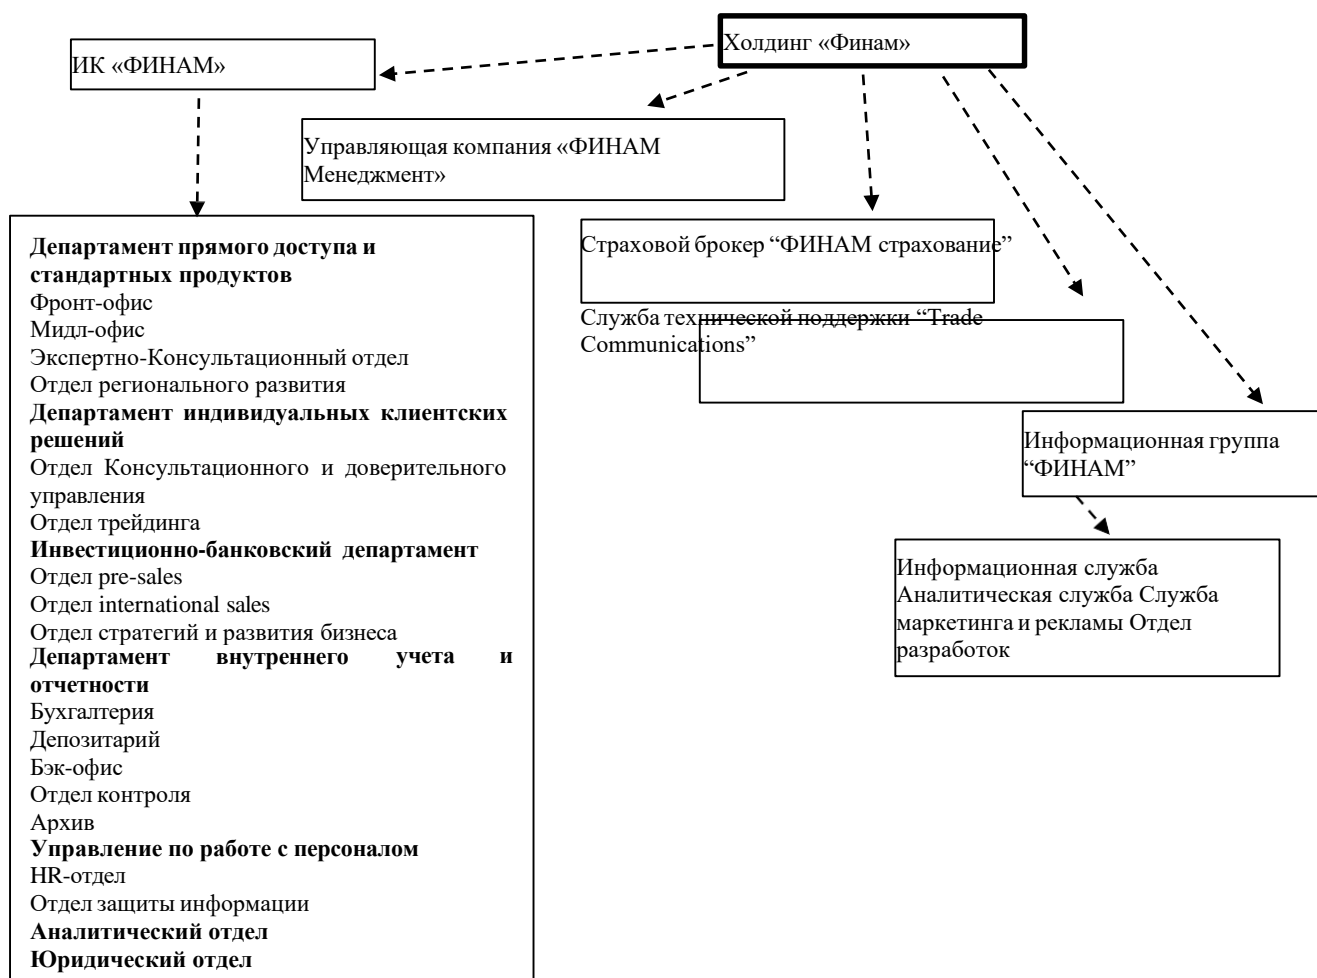 Холдинг «Финам»
ИК «ФИНАМ»
Управляющая компания «ФИНАМ
Менеджмент»
Страховой брокер “ФИНАМ страхование”
Служба технической поддержки “Trade
Communications”
Информационная группа
“ФИНАМ”
Информационная служба
Аналитическая служба Служба
маркетинга и рекламы Отдел
разработок
Департамент прямого доступа и
стандартных продуктов
Фронт-офис
Мидл-офис
Экспертно-Консультационный отдел
Отдел регионального развития
Департамент индивидуальных клиентских
решений
Отдел Консультационного и доверительного
управления
Отдел трейдинга
Инвестиционно-банковский департамент
Отдел pre-sales
Отдел international sales
Отдел стратегий и развития бизнеса
Департамент внутреннего учета и
отчетности
Бухгалтерия
Депозитарий
Бэк-офис
Отдел контроля
Архив
Управление по работе с персоналом
HR-отдел
Отдел защиты информации
Аналитический отдел
Юридический отдел